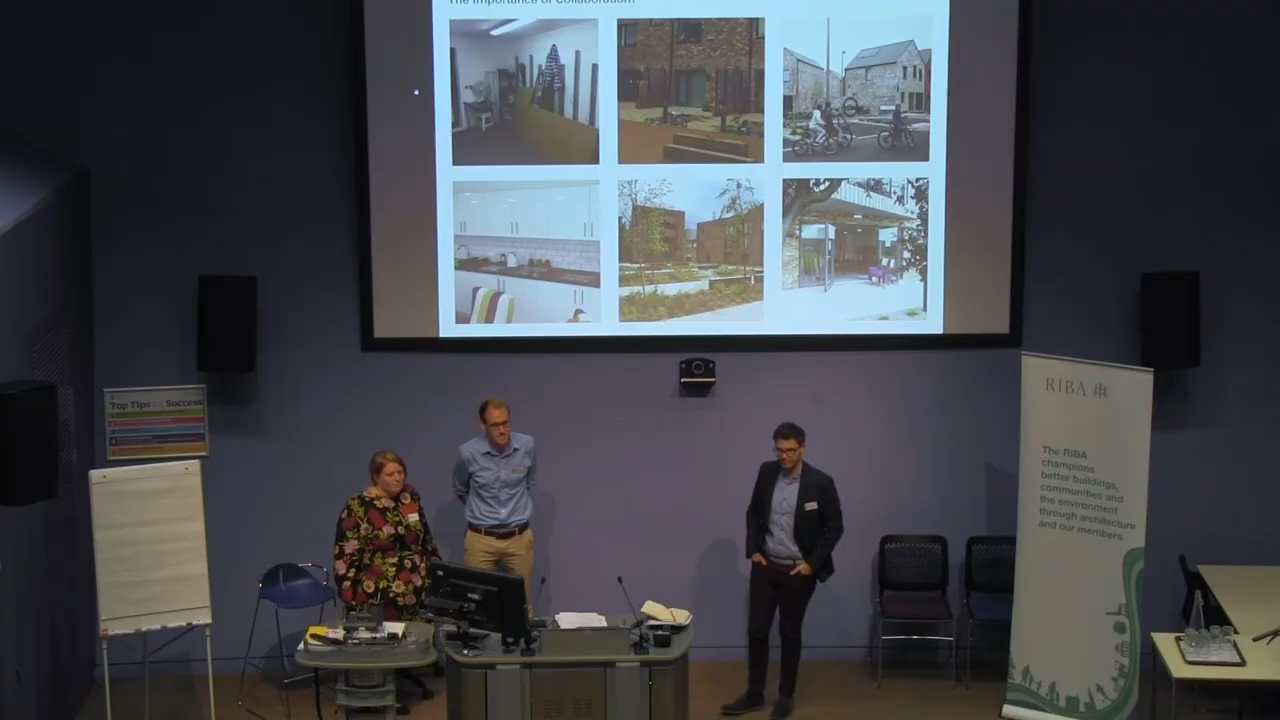 The Importance of Collaboration!
Top Tips for Success
RIBA
The RIBA
champions
better buildings,
communities and
the environment
through architecture
and our members